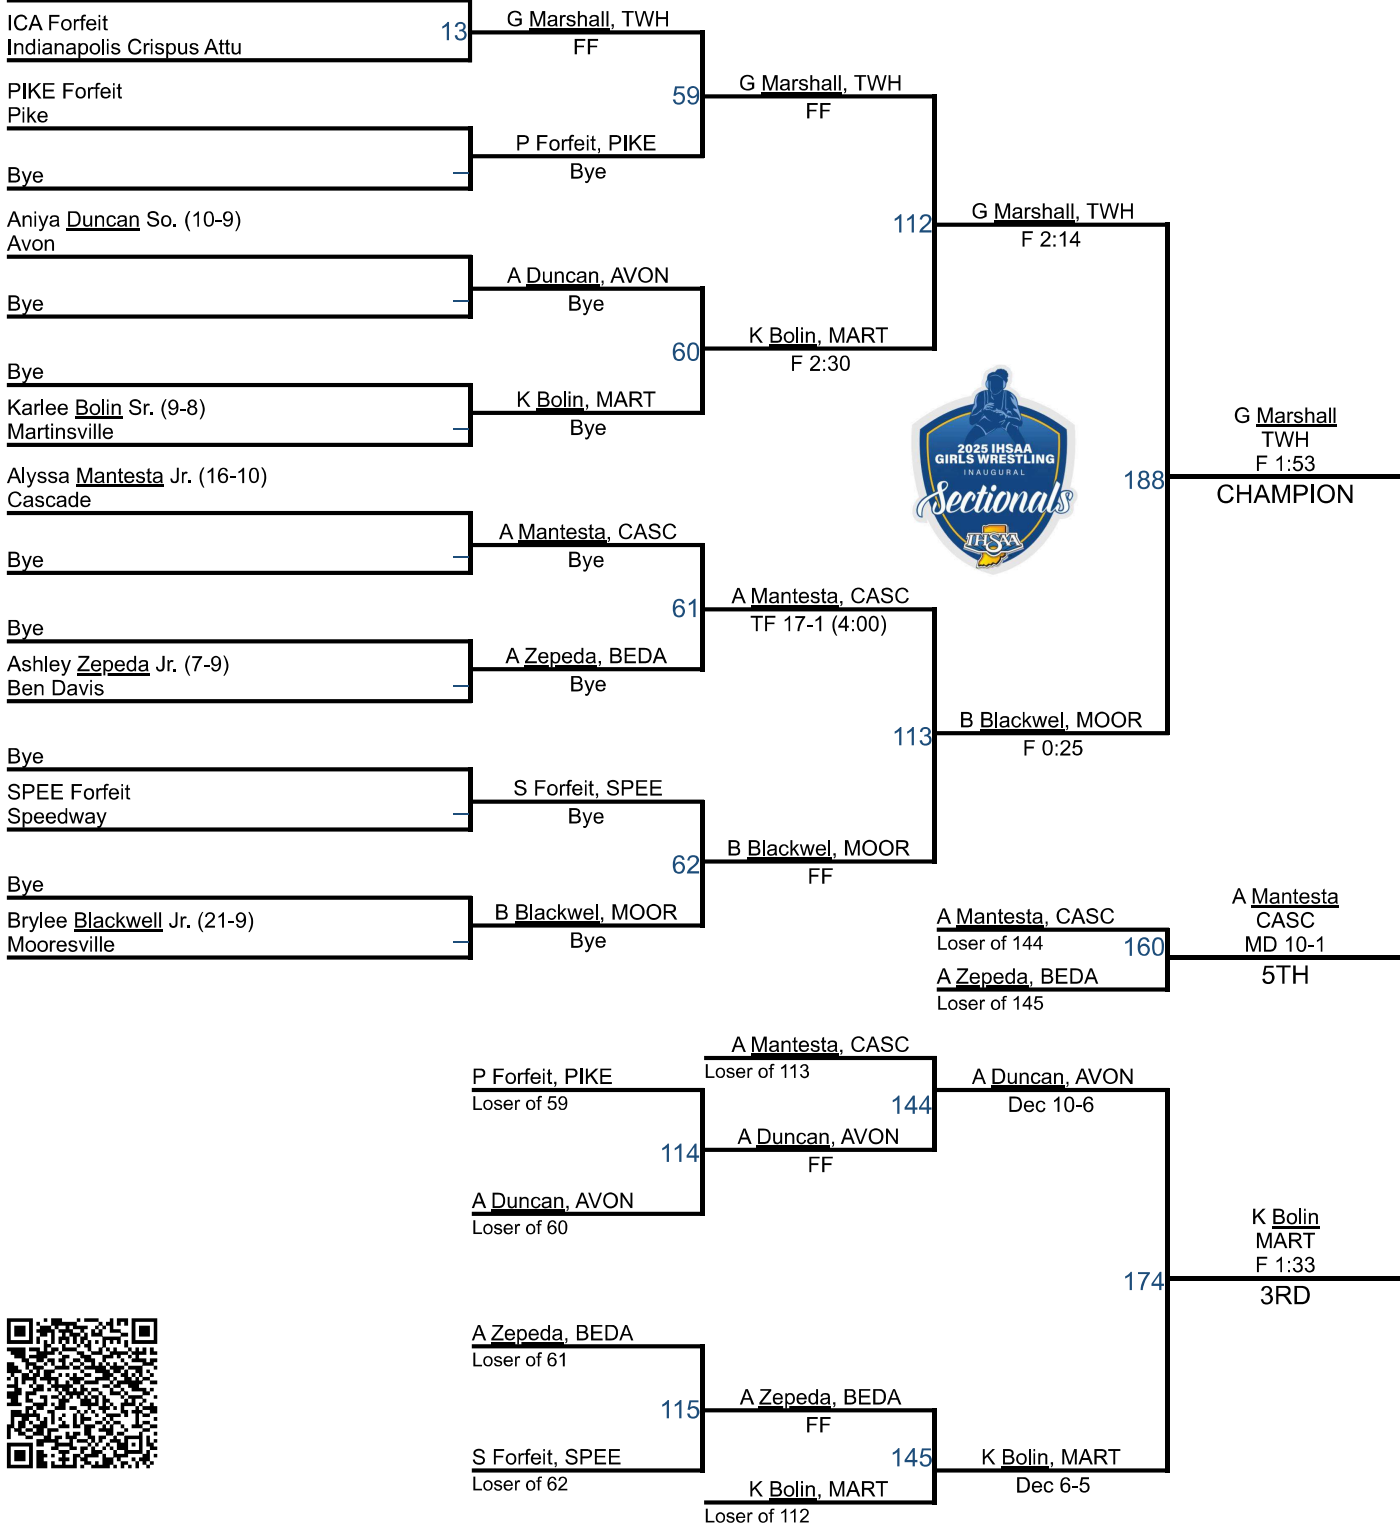 ICA Forfeit
Indianapolis Crispus Attu
13
G Marshall, TWH
FF
PIKE Forfeit
Pike
59
G Marshall, TWH
FF
P Forfeit, PIKE
Bye
Bye
Aniya Duncan So. (10-9)
Avon
112
G Marshall, TWH
F 2:14
A Duncan, AVON
Bye
Bye
60
K Bolin, MART
F 2:30
Bye
Karlee Bolin Sr. (9-8)
Martinsville
K Bolin, MART
Bye
2025 IHSAA
GIRLS WRESTLING
INAUGURAL
Sectionals
IHSAA
188
G Marshall
TWH
F 1:53
CHAMPION
Alyssa Mantesta Jr. (16-10)
Cascade
A Mantesta, CASC
Bye
Bye
61
A Mantesta, CASC
TF 17-1 (4:00)
Bye
Ashley Zepeda Jr. (7-9)
Ben Davis
A Zepeda, BEDA
Bye
113
B Blackwel, MOOR
F 0:25
Bye
SPEE Forfeit
Speedway
S Forfeit, SPEE
Bye
62
B Blackwel, MOOR
FF
Bye
Brylee Blackwell Jr. (21-9)
Mooresville
B Blackwel, MOOR
Bye
A Mantesta, CASC
Loser of 144
160
A Zepeda, BEDA
Loser of 145
A Mantesta
CASC
MD 10-1
5TH
A Mantesta, CASC
Loser of 113
P Forfeit, PIKE
Loser of 59
144
A Duncan, AVON
Dec 10-6
114
A Duncan, AVON
FF
A Duncan, AVON
Loser of 60
174
K Bolin
MART
F 1:33
3RD
A Zepeda, BEDA
Loser of 61
115
A Zepeda, BEDA
FF
145
K Bolin, MART
Dec 6-5
S Forfeit, SPEE
Loser of 62
K Bolin, MART
Loser of 112